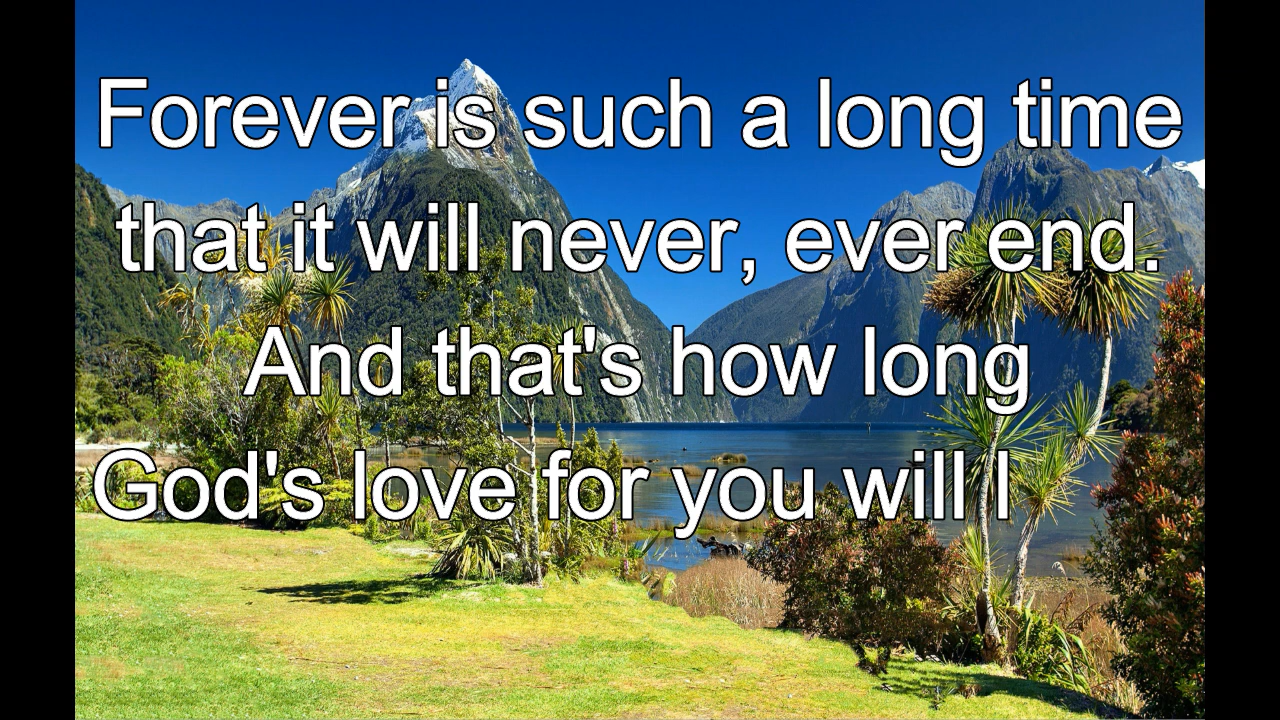 Forever is such a long time
that it will never, ever end.
And that's how long
God's love for you will l